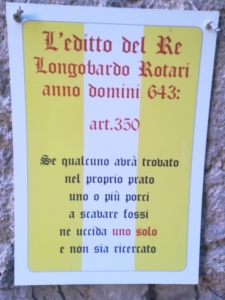 L'editto del Re
Longobardo Rotari
anno domini 643:
art.350
Se qualcuno avrà trovato
nel proprio prato
uno o più porci
a scavare fossi
ne uccida uno solo
e non sia ricercato